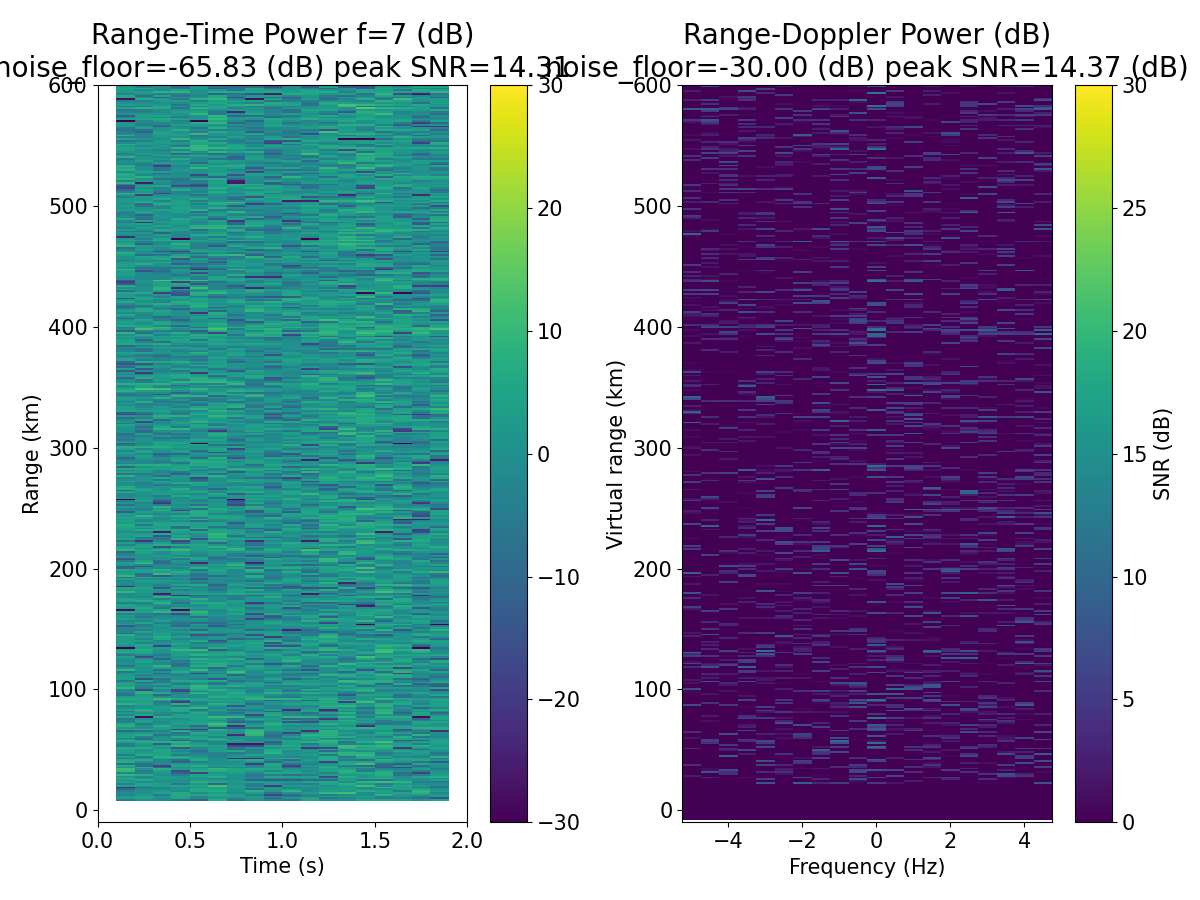 Range-Time Power f=7 (dB)
noise_floor=-65.83 (dB) peak SNR=14.31
Range-Doppler Power (dB)
noise_floor=-30.00 (dB) peak SNR=14.37 (dB)
600
500
400
300
200
100
0
Range (km)
0.0 0.5 1.0 1.5 2.0
Time (s)
30
20
10
0
−10
−20
−30
600
500
400
300
200
100
0
Virtual range (km)
−4 −2 0 2 4
Frequency (Hz)
30
25
20
15
10
5
0
SNR (dB)